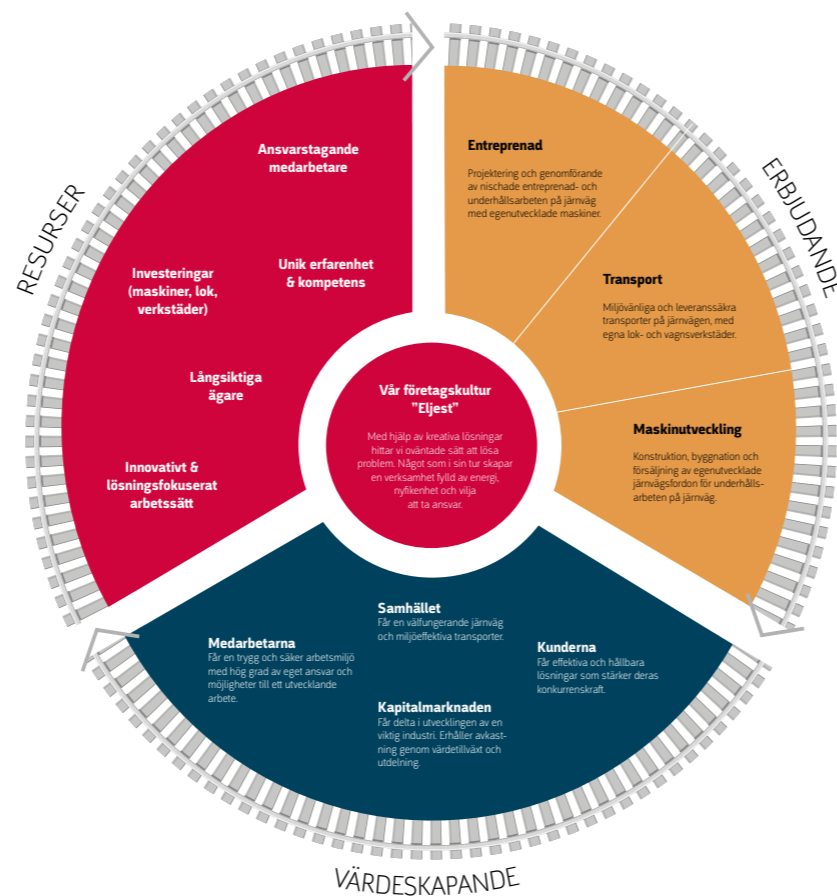 RESURSER
Ansvarstagande
medarbetare
Investeringar
(maskiner, lok,
verkstäder)
Unik erfarenhet
& kompetens
Långsiktiga
ägare
Innovativt &
lösningsfokuserat
arbetssätt
ERBJUDANDE
Entreprenad
Projektering och genomförande
av nischade entreprenad- och
underhållsarbeten på järnväg
med egenutvecklade maskiner.
Transport
Miljövänliga och leveranssäkra
transporter på järnvägen, med
egna lok- och vagnsverkstäder.
Maskinutveckling
Konstruktion, byggnation och
försäljning av egenutvecklade
järnvägsfordon för underhålls-
arbeten på järnväg.
Vår företagskultur
”Eljest”
Med hjälp av kreativa lösningar
hittar vi oväntade sätt att lösa
problem. Något som i sin tur skapar
en verksamhet fylld av energi,
nyfikenhet och vilja
att ta ansvar.
Medarbetarna
Får en trygg och säker arbetsmiljö
med hög grad av eget ansvar och
möjligheter till ett utvecklande
arbete.
Samhället
Får en välfungerande järnväg
och miljöeffektiva transporter.
Kapitalmarknaden
Får delta i utvecklingen av en
viktig industri. Erhåller avkast-
ning genom värdetillväxt och
utdelning.
Kunderna
Får effektiva och hållbara
lösningar som stärker deras
konkurrenskraft.
VÄRDESKAPANDE